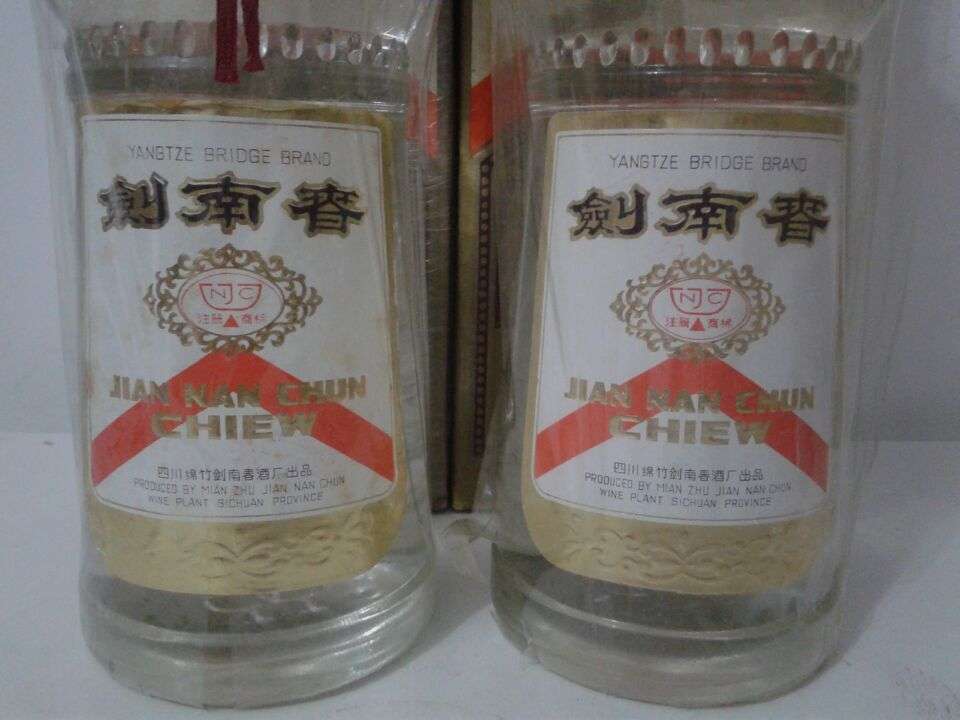 YANGTZE BRIDGE BRAND
劍南春
NJC
注册▲商标
JIAN NAN CHUN
CHIEW
四川绵竹剑南春酒厂出品
PRODUCED BY MIAN ZHU JIAN NAN CHUN
WINE PLANT SICHUAN PROVINCE
YANGTZE BRIDGE BRAND
劍南春
NJC
注册▲商标
JIAN NAN CHUN
CHIEW
四川绵竹剑南春酒厂出品
PRODUCED BY MIAN ZHU JIAN NAN CHUN
WINE PLANT SICHUAN PROVINCE